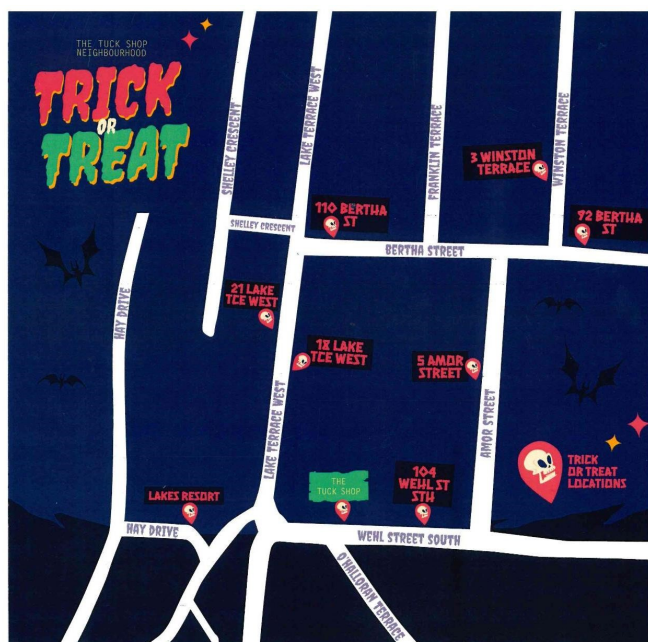 THE TUCK SHOP
NEIGHBOURHOOD
TRICK
OR
TREAT
SHELLEY CRESCENT
LAKE TERRACE WEST
FRANKLIN TERRACE
WINSTON TERRACE
3 WINSTON
TERRACE
110 BERTHA
ST
92 BERTHA
ST
SHELLEY CRESCENT
BERTHA STREET
HAY DRIVE
21 LAKE
TCE WEST
18 LAKE
TCE WEST
5 AMOR
STREET
LAKE TERRACE WEST
AMOR STREET
TRICK
OR TREAT
LOCATIONS
LAKES RESORT
THE
TUCK SHOP
104
WEHL ST
STH
HAY DRIVE
WEHL STREET SOUTH
O'HALLORAN TERRACE